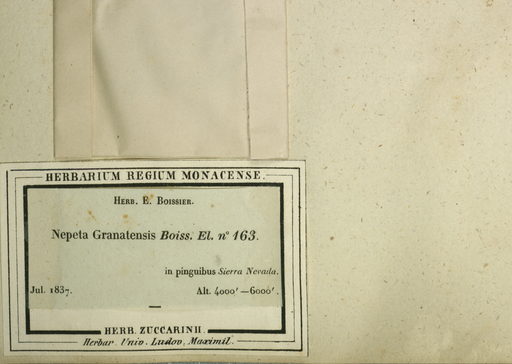 HERBARIUM REGIUM MONACENSE.
Herb. E. Boissier.
Nepeta Granatensis Boiss. El. n° 163.
in pinguibus Sierra Nevada.
Jul. 1837. Alt. 4000' — 6000'.
HERB. ZUCCARINII.
Herbar. Univ. Ludov. Maximil.